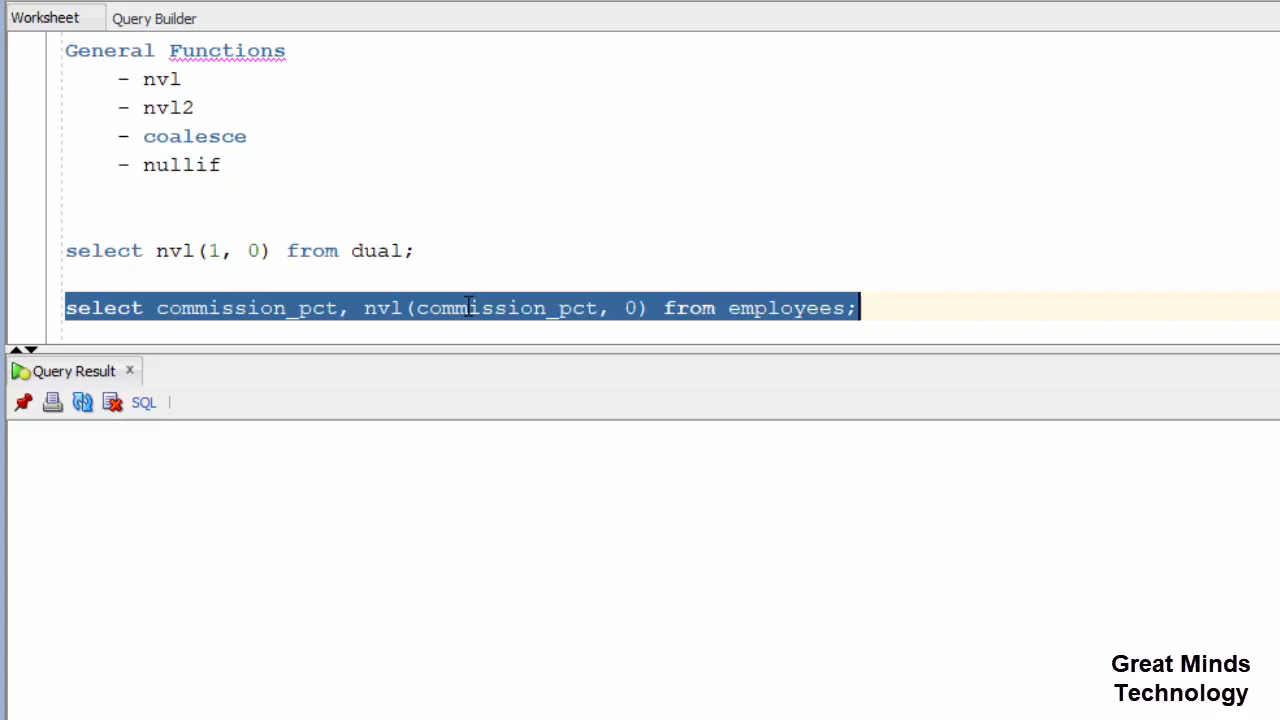 Worksheet Query Builder
General Functions
- nvl
- nvl2
- coalesce
- nullif
select nvl(1, 0) from dual;
select commission_pct, nvl(commission_pct, 0) from employees;
Query Result x
SQL
Great Minds
Technology